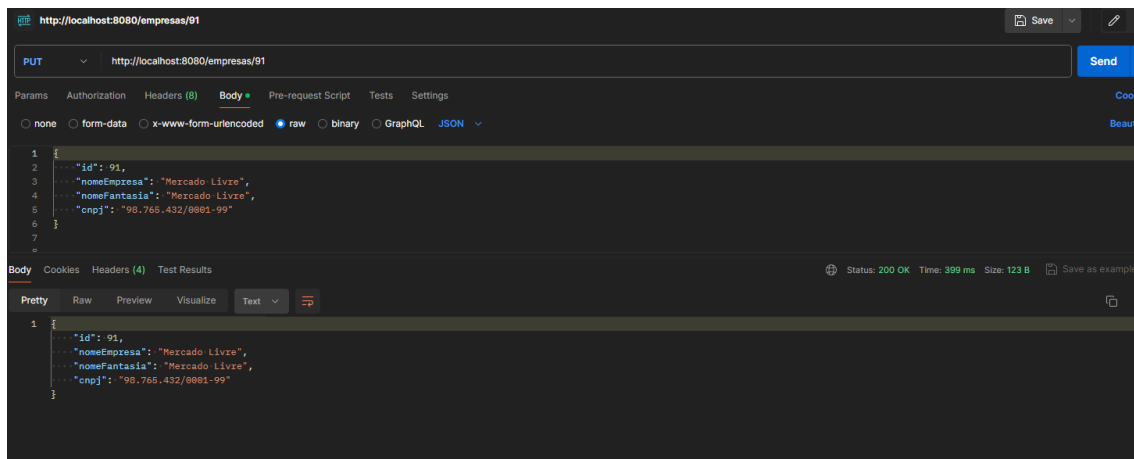 HTTP http://localhost:8080/empresas/91 Save
PUT http://localhost:8080/empresas/91 Send
Params Authorization Headers (8) Body Pre-request Script Tests Settings Coo
none form-data x-www-form-urlencoded raw binary GraphQL JSON Beaut
1 {
2 "id": 91,
3 "nomeEmpresa": "Mercado Livre",
4 "nomeFantasia": "Mercado Livre",
5 "cnpj": "98.765.432/0001-99"
6 }
7
Body Cookies Headers (4) Test Results Status: 200 OK Time: 399 ms Size: 123 B Save as example
Pretty Raw Preview Visualize Text
1 {
"id": 91,
"nomeEmpresa": "Mercado Livre",
"nomeFantasia": "Mercado Livre",
"cnpj": "98.765.432/0001-99"
}